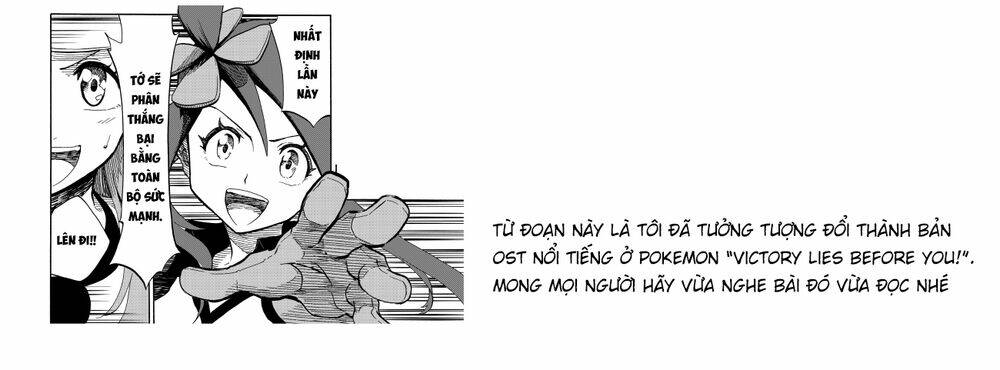 NHẤT
ĐỊNH
LẦN
NÀY
TỚ SẼ
PHÂN
THẮNG
BẠI
BẰNG
TOÀN
BỘ SỨC
MẠNH.
LÊN ĐI!!
TỪ ĐOẠN NÀY LÀ TÔI ĐÃ TƯỞNG TƯỢNG ĐỔI THÀNH BẢN
OST NỔI TIẾNG Ở POKEMON "VICTORY LIES BEFORE YOU!".
MONG MỌI NGƯỜI HÃY VỪA NGHE BÀI ĐÓ VỪA ĐỌC NHÉ